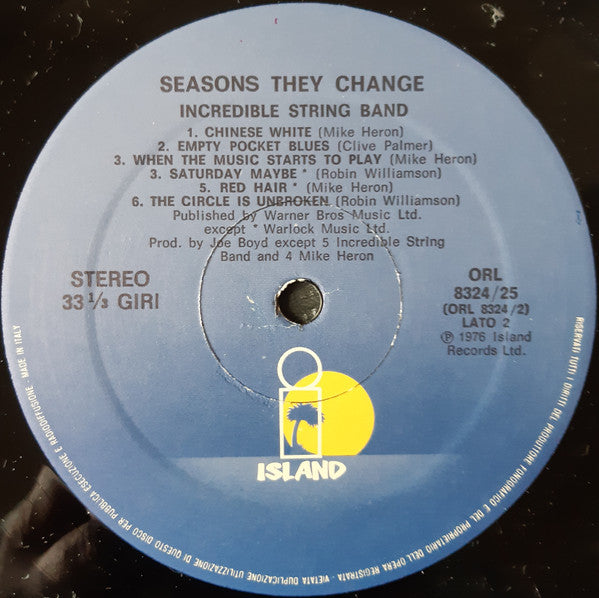 SEASONS THEY CHANGE
INCREDIBLE STRING BAND
1. CHINESE WHITE (Mike Heron)
2. EMPTY POCKET BLUES (Clive Palmer)
3. WHEN THE MUSIC STARTS TO PLAY (Mike Heron)
3. SATURDAY MAYBE * (Robin Williamson)
5. RED HAIR * (Mike Heron)
6. THE CIRCLE IS UNBROKEN (Robin Williamson)
Published by Warner Bros Music Ltd.
except * Warlock Music Ltd.
Prod. by Joe Boyd except 5 Incredible String
Band and 4 Mike Heron
STEREO
33 1/3 GIRI
ORL
8324/25
(ORL 8324/2)
LATO 2
℗ 1976 Island
Records Ltd.
ISLAND
RISERVATI TUTTI I DIRITTI DEL PRODUTTORE FONOGRAFICO E DEL PROPRIETARIO DELL'OPERA REGISTRATA - VIETATA DUPLICAZIONE UTILIZZAZIONE DI QUESTO DISCO PER PUBBLICA ESECUZIONE E RADIODIFFUSIONE - MADE IN ITALY